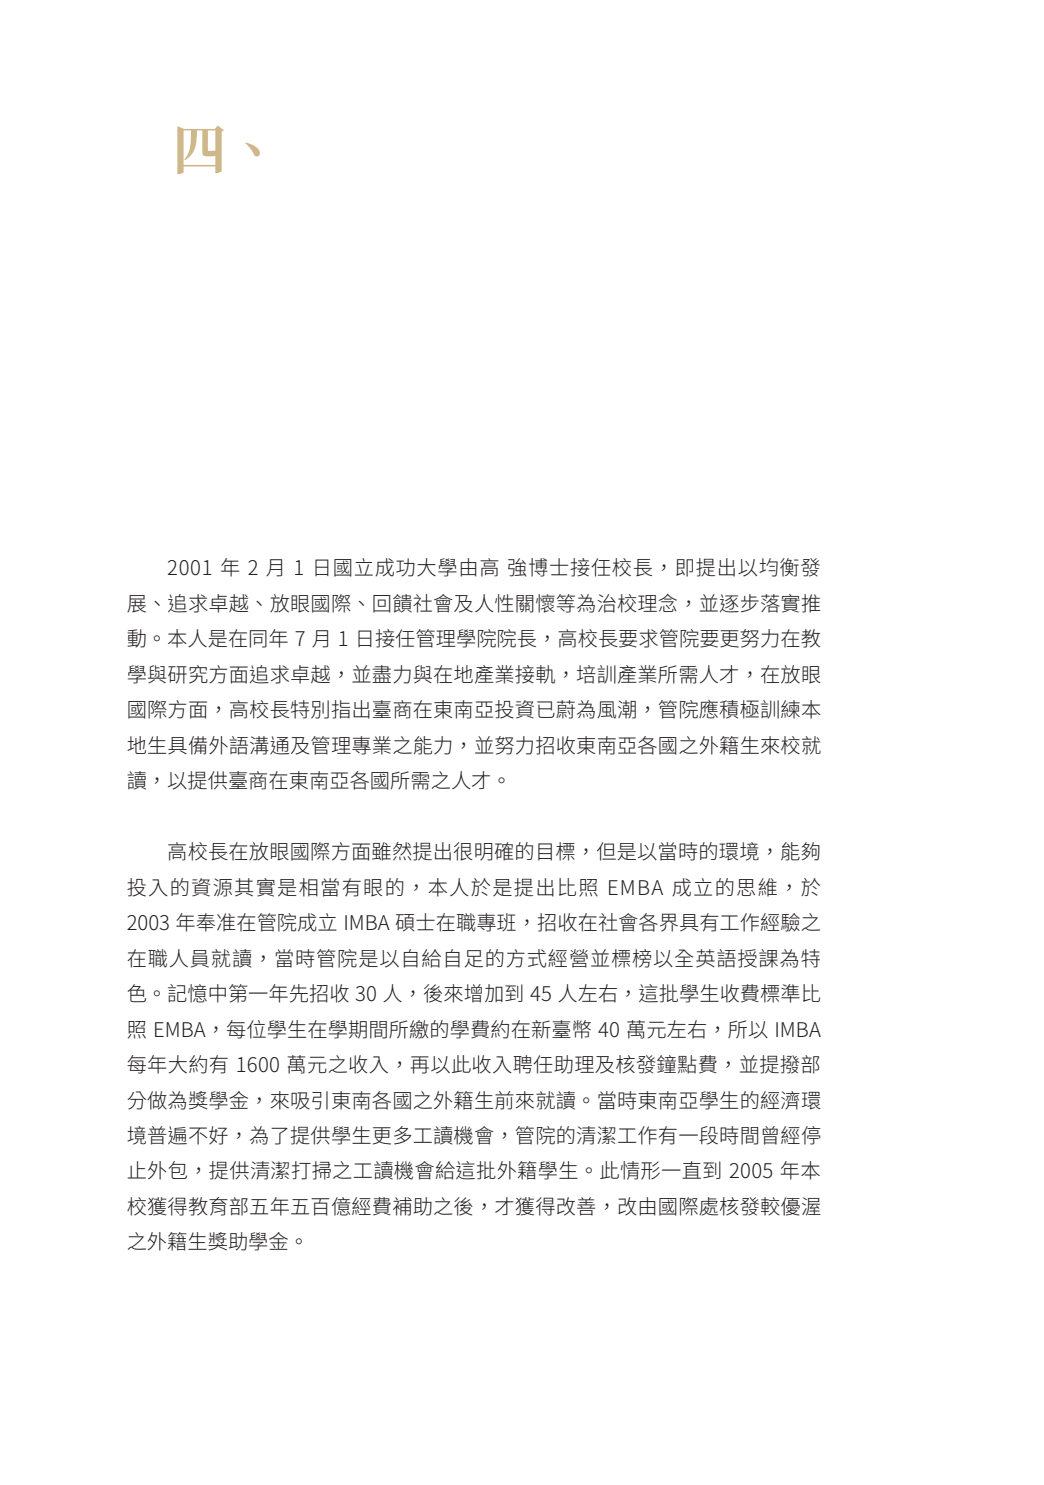 四、
2001 年 2 月 1 日國立成功大學由高 強博士接任校長，即提出以均衡發
展、追求卓越、放眼國際、回饋社會及人性關懷等為治校理念，並逐步落實推
動。本人是在同年 7 月 1 日接任管理學院院長，高校長要求管院要更努力在教
學與研究方面追求卓越，並盡力與在地產業接軌，培訓產業所需人才，在放眼
國際方面，高校長特別指出臺商在東南亞投資已蔚為風潮，管院應積極訓練本
地生具備外語溝通及管理專業之能力，並努力招收東南亞各國之外籍生來校就
讀，以提供臺商在東南亞各國所需之人才。
高校長在放眼國際方面雖然提出很明確的目標，但是以當時的環境，能夠
投入的資源其實是相當有眼的，本人於是提出比照 EMBA 成立的思維，於
2003 年奉准在管院成立 IMBA 碩士在職專班，招收在社會各界具有工作經驗之
在職人員就讀，當時管院是以自給自足的方式經營並標榜以全英語授課為特
色。記憶中第一年先招收 30 人，後來增加到 45 人左右，這批學生收費標準比
照 EMBA，每位學生在學期間所繳的學費約在新臺幣 40 萬元左右，所以 IMBA
每年大約有 1600 萬元之收入，再以此收入聘任助理及核發鐘點費，並提撥部
分做為獎學金，來吸引東南各國之外籍生前來就讀。當時東南亞學生的經濟環
境普遍不好，為了提供學生更多工讀機會，管院的清潔工作有一段時間曾經停
止外包，提供清潔打掃之工讀機會給這批外籍學生。此情形一直到 2005 年本
校獲得教育部五年五百億經費補助之後，才獲得改善，改由國際處核發較優渥
之外籍生獎助學金。